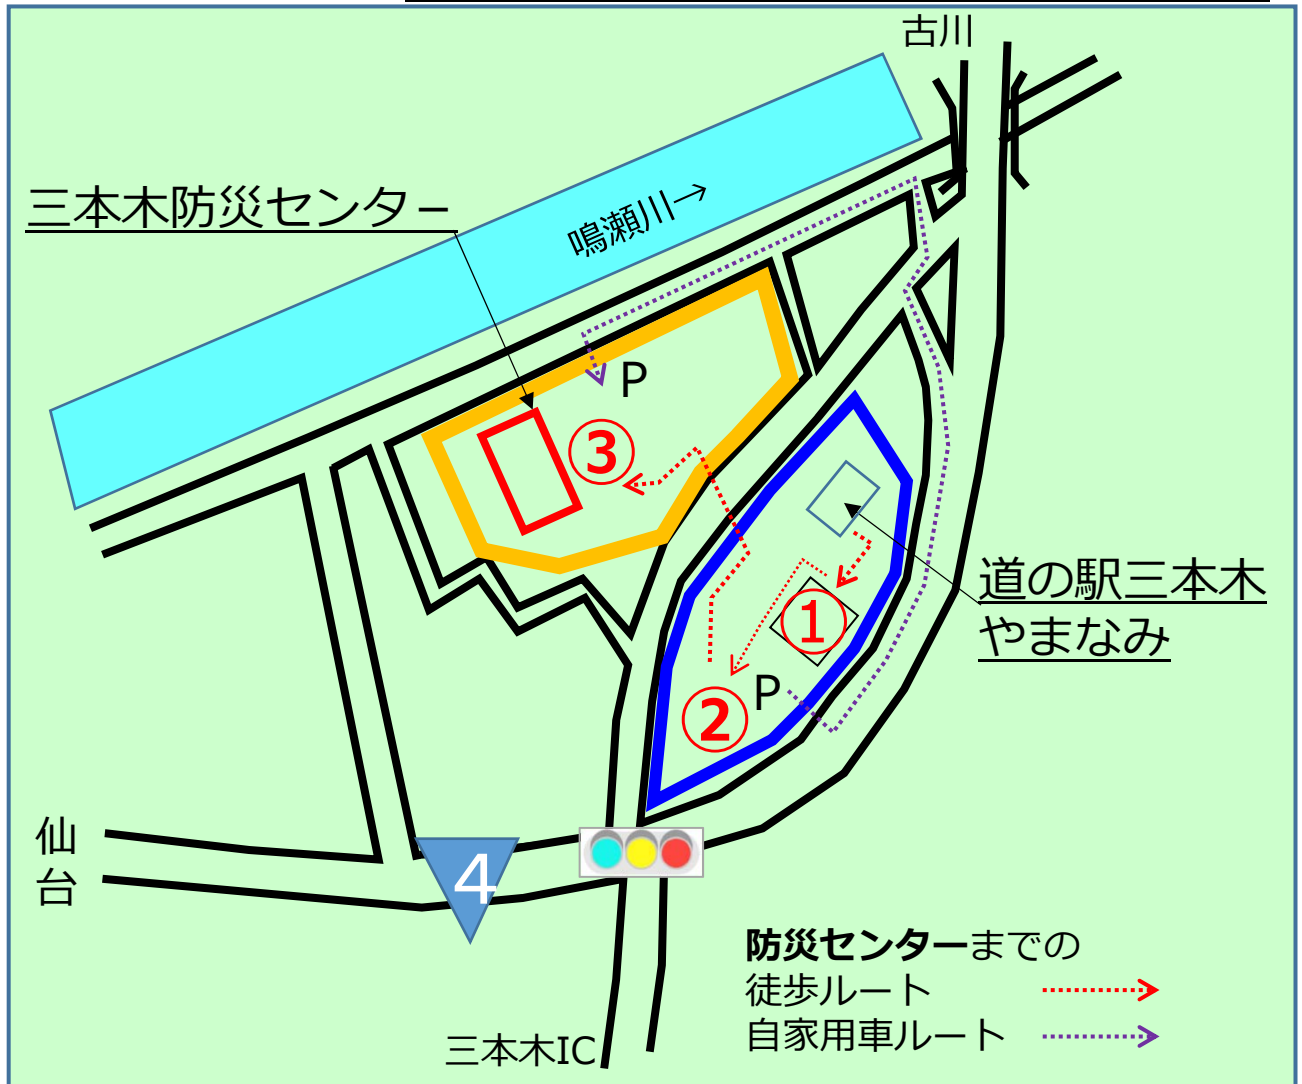 古川
三本木防災センター
鳴瀬川→
P
③
道の駅三本木
やまなみ
①
P
②
仙
台
4
防災センターまでの
徒歩ルート
自家用車ルート
三本木IC